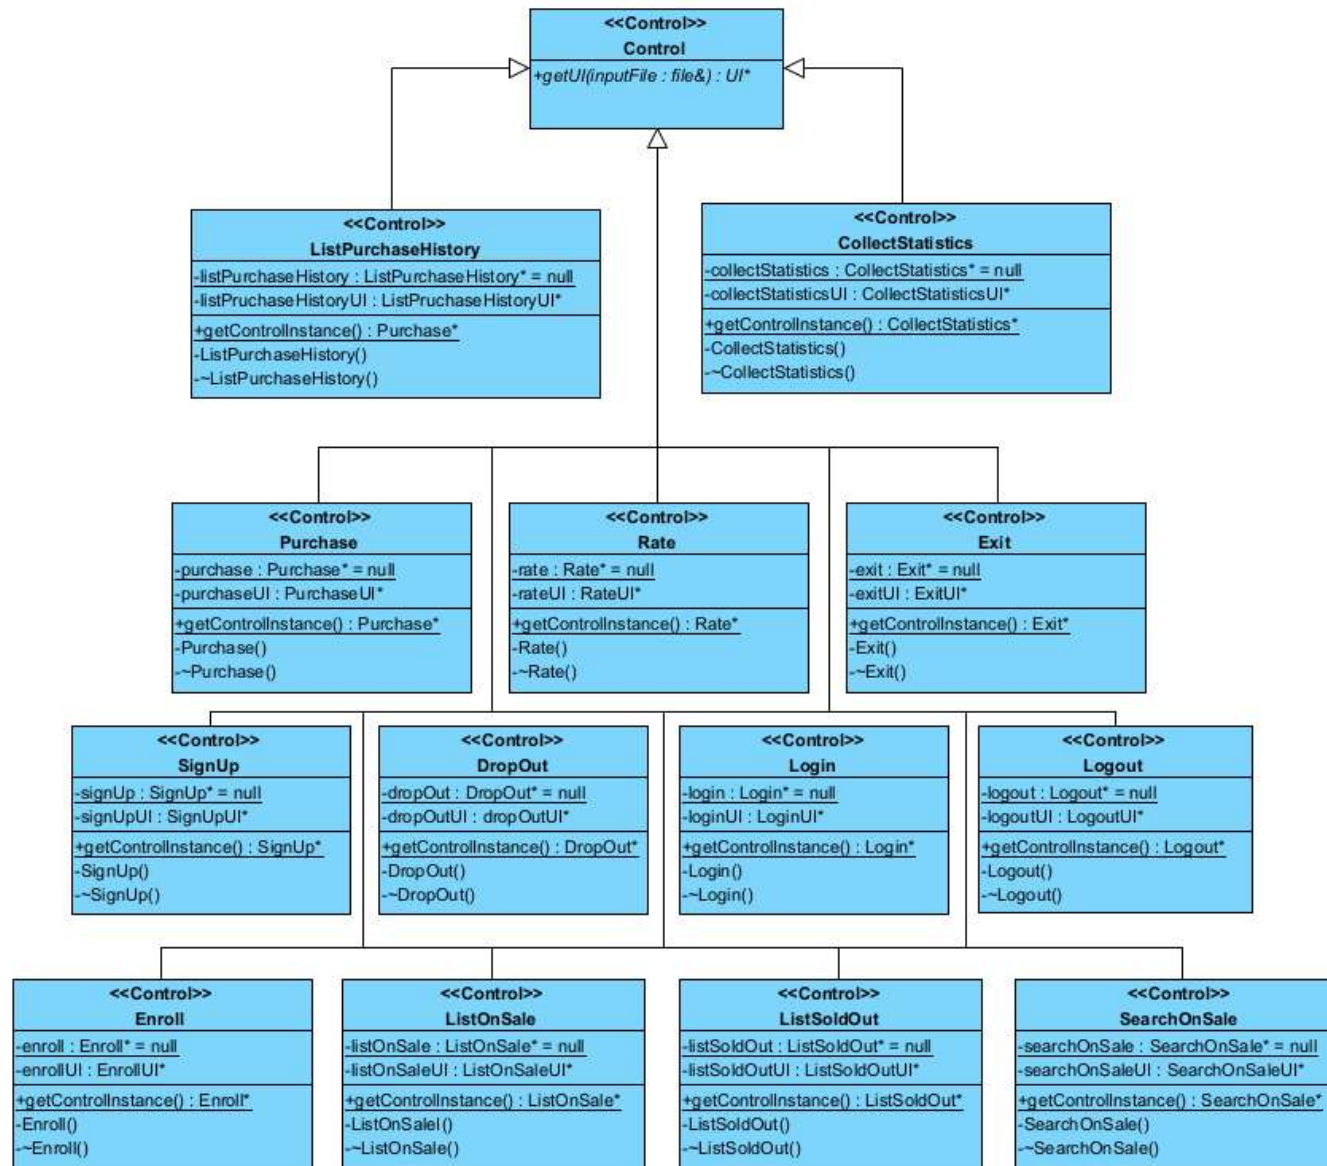 <<Control>>
Control
+getUI(inputFile : file&) : UI*
<<Control>>
ListPurchaseHistory
-listPurchaseHistory : ListPurchaseHistory* = null
-listPruchaseHistoryUI : ListPruchaseHistoryUI*
+getControlInstance() : Purchase*
-ListPurchaseHistory()
-~ListPurchaseHistory()
<<Control>>
CollectStatistics
-collectStatistics : CollectStatistics* = null
-collectStatisticsUI : CollectStatisticsUI*
+getControlInstance() : CollectStatistics*
-CollectStatistics()
-~CollectStatistics()
<<Control>>
Purchase
-purchase : Purchase* = null
-purchaseUI : PurchaseUI*
+getControlInstance() : Purchase*
-Purchase()
-~Purchase()
<<Control>>
Rate
-rate : Rate* = null
-rateUI : RateUI*
+getControlInstance() : Rate*
-Rate()
-~Rate()
<<Control>>
Exit
-exit : Exit* = null
-exitUI : ExitUI*
+getControlInstance() : Exit*
-Exit()
-~Exit()
<<Control>>
SignUp
-signUp : SignUp* = null
-signUpUI : SignUpUI*
+getControlInstance() : SignUp*
-SignUp()
-~SignUp()
<<Control>>
DropOut
-dropOut : DropOut* = null
-dropOutUI : dropOutUI*
+getControlInstance() : DropOut*
-DropOut()
-~DropOut()
<<Control>>
Login
-login : Login* = null
-loginUI : LoginUI*
+getControlInstance() : Login*
-Login()
-~Login()
<<Control>>
Logout
-logout : Logout* = null
-logoutUI : LogoutUI*
+getControlInstance() : Logout*
-Logout()
-~Logout()
<<Control>>
Enroll
-enroll : Enroll* = null
-enrollUI : EnrollUI*
+getControlInstance() : Enroll*
-Enroll()
-~Enroll()
<<Control>>
ListOnSale
-listOnSale : ListOnSale* = null
-listOnSaleUI : ListOnSaleUI*
+getControlInstance() : ListOnSale*
-ListOnSalel()
-~ListOnSale()
<<Control>>
ListSoldOut
-listSoldOut : ListSoldOut* = null
-listSoldOutUI : ListSoldOutUI*
+getControlInstance() : ListSoldOut*
-ListSoldOut()
-~ListSoldOut()
<<Control>>
SearchOnSale
-searchOnSale : SearchOnSale* = null
-searchOnSaleUI : SearchOnSaleUI*
+getControlInstance() : SearchOnSale*
-SearchOnSale()
-~SearchOnSale()